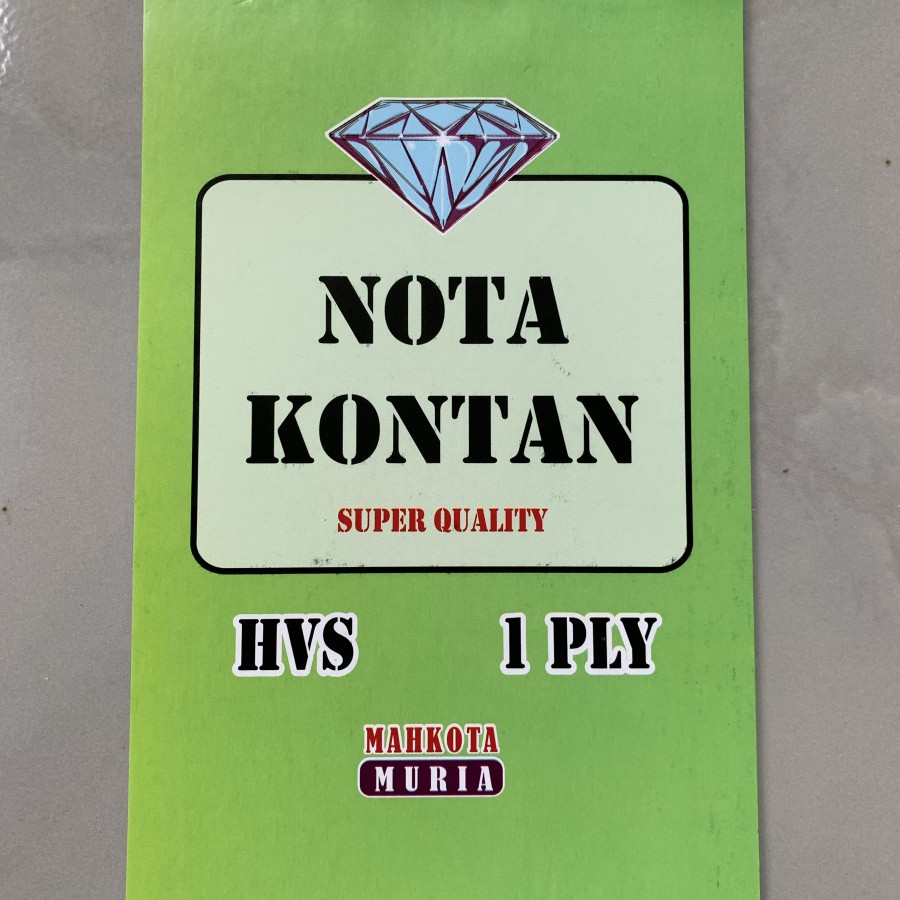 NOTA
KONTAN
SUPER QUALITY
HVS 1 PLY
MAHKOTA
MURIA